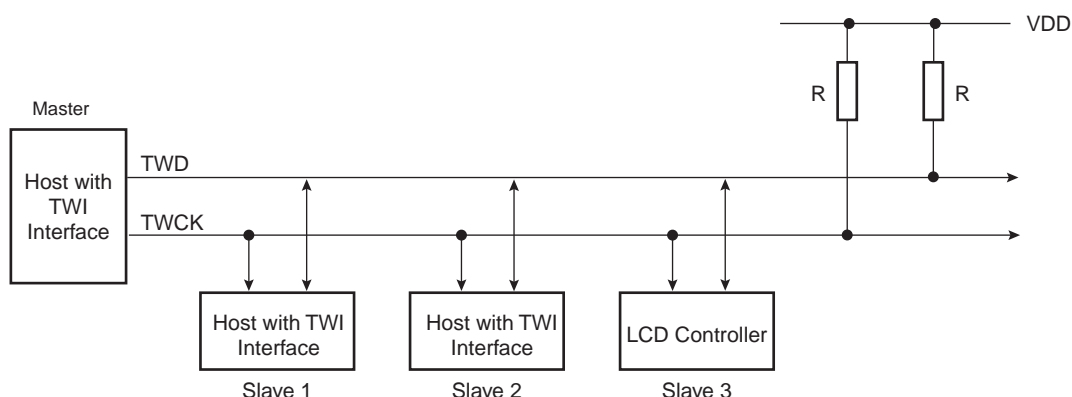 VDD
R
R
Master
Host with
TWI
Interface
TWD
TWCK
Host with TWI
Interface
Host with TWI
Interface
LCD Controller
Slave 1
Slave 2
Slave 3